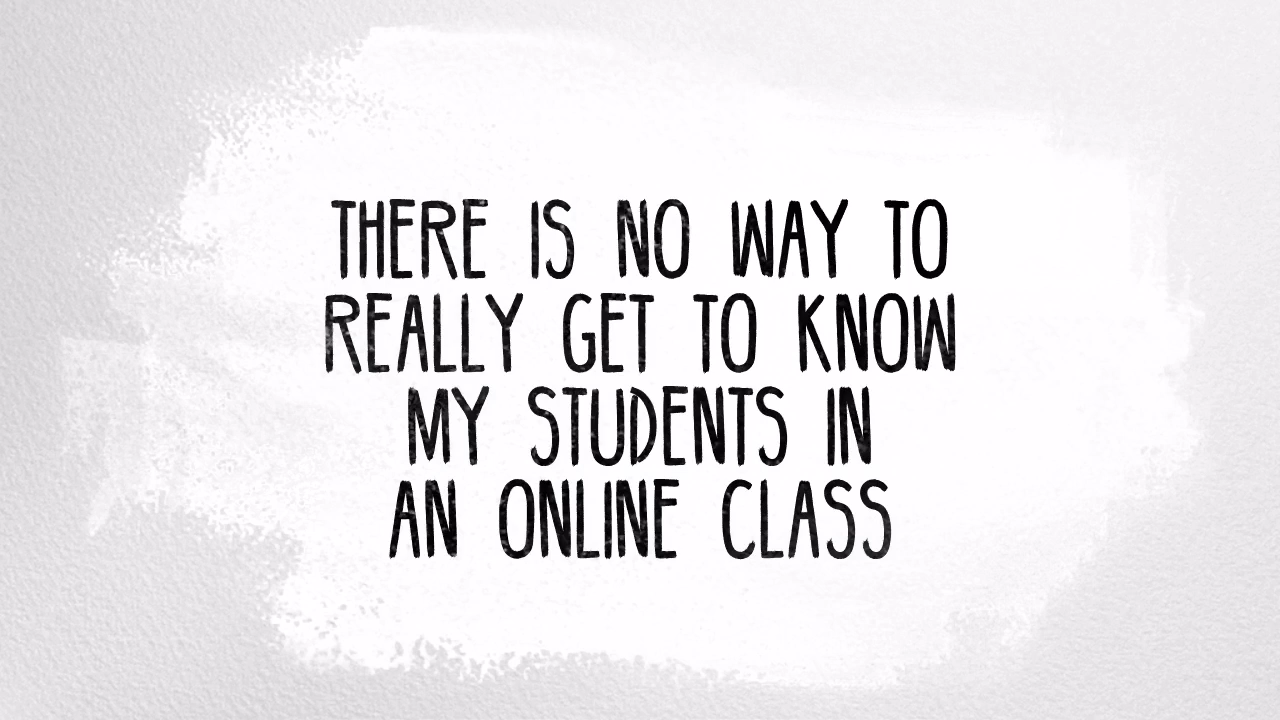 THERE IS NO WAY TO
REALLY GET TO KNOW
MY STUDENTS IN
AN ONLINE CLASS